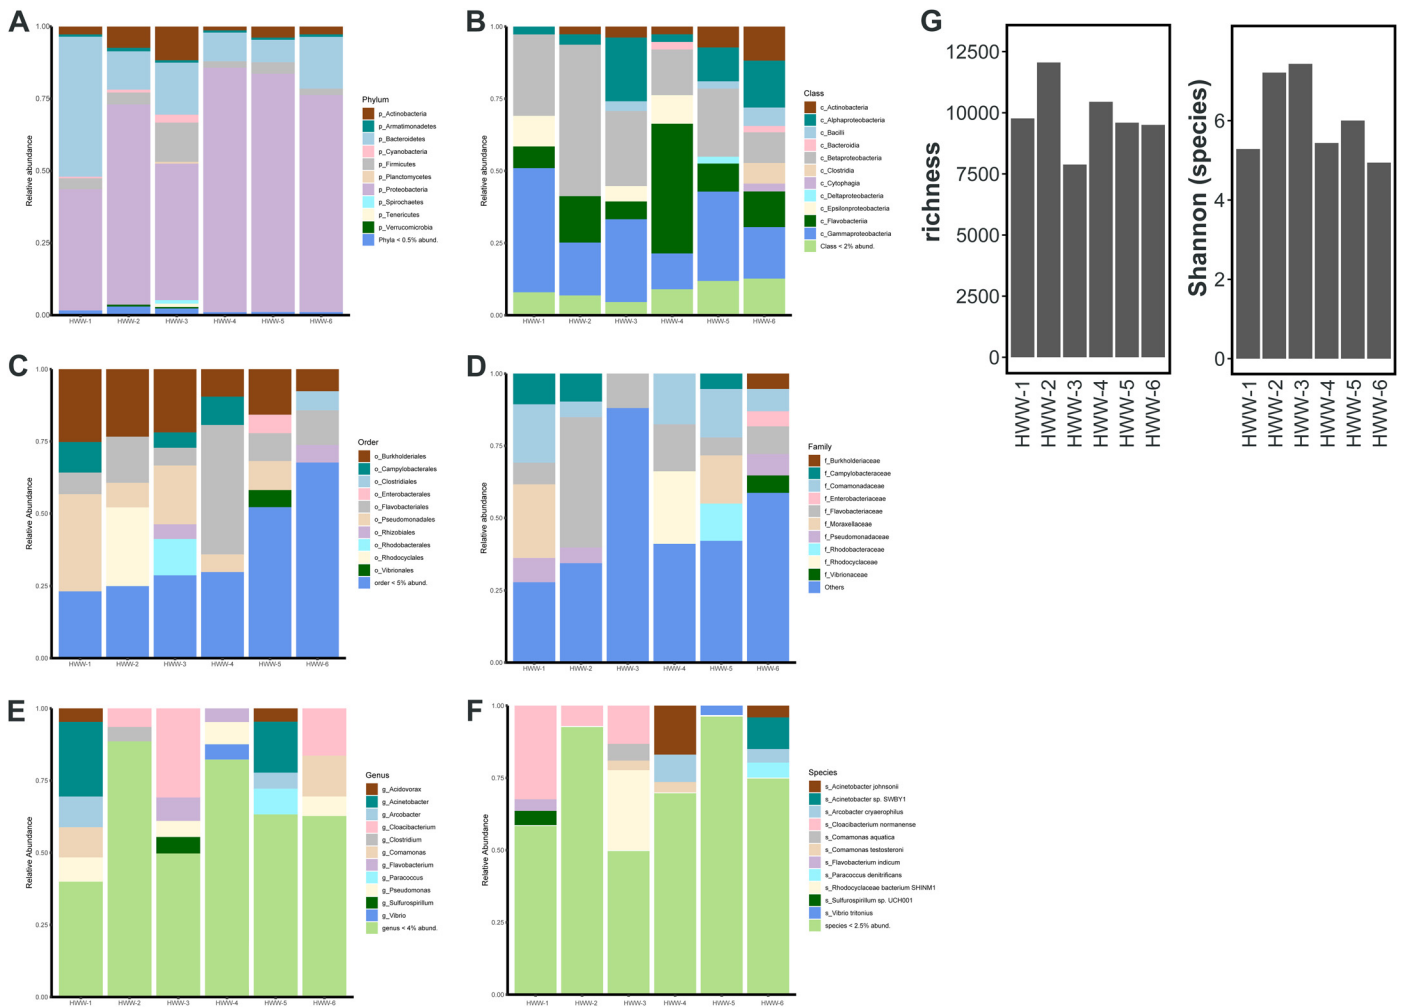 A
Relative abundance
1.00
0.75
0.50
0.25
0.00
HWW-1 HWW-2 HWW-3 HWW-4 HWW-5 HWW-6
Phylum
p_Actinobacteria
p_Armatimonadetes
p_Bacteroidetes
p_Cyanobacteria
p_Firmicutes
p_Planctomycetes
p_Proteobacteria
p_Spirochaetes
p_Tenericutes
p_Verrucomicrobia
Phyla < 0.5% abund.
B
Relative abundance
1.00
0.75
0.50
0.25
0.00
HWW-1 HWW-2 HWW-3 HWW-4 HWW-5 HWW-6
Class
c_Actinobacteria
c_Alphaproteobacteria
c_Bacilli
c_Bacteroidia
c_Betaproteobacteria
c_Clostridia
c_Cytophagia
c_Deltaproteobacteria
c_Epsilonproteobacteria
c_Flavobacteriia
c_Gammaproteobacteria
Class < 2% abund.
G
richness
12500
10000
7500
5000
2500
0
HWW-1
HWW-2
HWW-3
HWW-4
HWW-5
HWW-6
Shannon (species)
6
4
2
0
HWW-1
HWW-2
HWW-3
HWW-4
HWW-5
HWW-6
C
Relative Abundance
1.00
0.75
0.50
0.25
0.00
HWW-1 HWW-2 HWW-3 HWW-4 HWW-5 HWW-6
Order
o_Burkholderiales
o_Campylobacterales
o_Clostridiales
o_Enterobacterales
o_Flavobacteriales
o_Pseudomonadales
o_Rhizobiales
o_Rhodobacterales
o_Rhodocyclales
o_Vibrionales
order < 5% abund.
D
Relative abundance
1.00
0.75
0.50
0.25
0.00
HWW-1 HWW-2 HWW-3 HWW-4 HWW-5 HWW-6
Family
f_Burkholderiaceae
f_Campylobacteraceae
f_Comamonadaceae
f_Enterobacteriaceae
f_Flavobacteriaceae
f_Moraxellaceae
f_Pseudomonadaceae
f_Rhodobacteraceae
f_Rhodocyclaceae
f_Vibrionaceae
Others
E
Relative Abundance
1.00
0.75
0.50
0.25
0.00
HWW-1 HWW-2 HWW-3 HWW-4 HWW-5 HWW-6
Genus
g_Acidovorax
g_Acinetobacter
g_Arcobacter
g_Cloacibacterium
g_Clostridium
g_Comamonas
g_Flavobacterium
g_Paracoccus
g_Pseudomonas
g_Sulfurospirillum
g_Vibrio
genus < 4% abund.
F
Relative Abundance
1.00
0.75
0.50
0.25
0.00
HWW-1 HWW-2 HWW-3 HWW-4 HWW-5 HWW-6
Species
s_Acinetobacter johnsonii
s_Acinetobacter sp. SWBY1
s_Arcobacter cryaerophilus
s_Cloacibacterium normanense
s_Comamonas aquatica
s_Comamonas testosteroni
s_Flavobacterium indicum
s_Paracoccus denitrificans
s_Rhodocyclaceae bacterium SHINM1
s_Sulfurospirillum sp. UCH001
s_Vibrio tritonius
species < 2.5% abund.